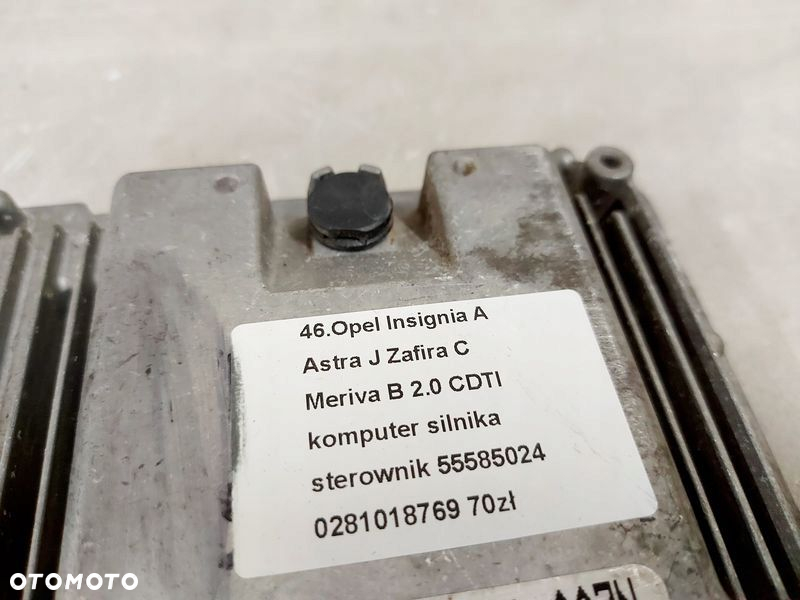 46.Opel Insignia A
Astra J Zafira C
Meriva B 2.0 CDTI
komputer silnika
sterownik 55585024
0281018769 70zł
OTOMOTO